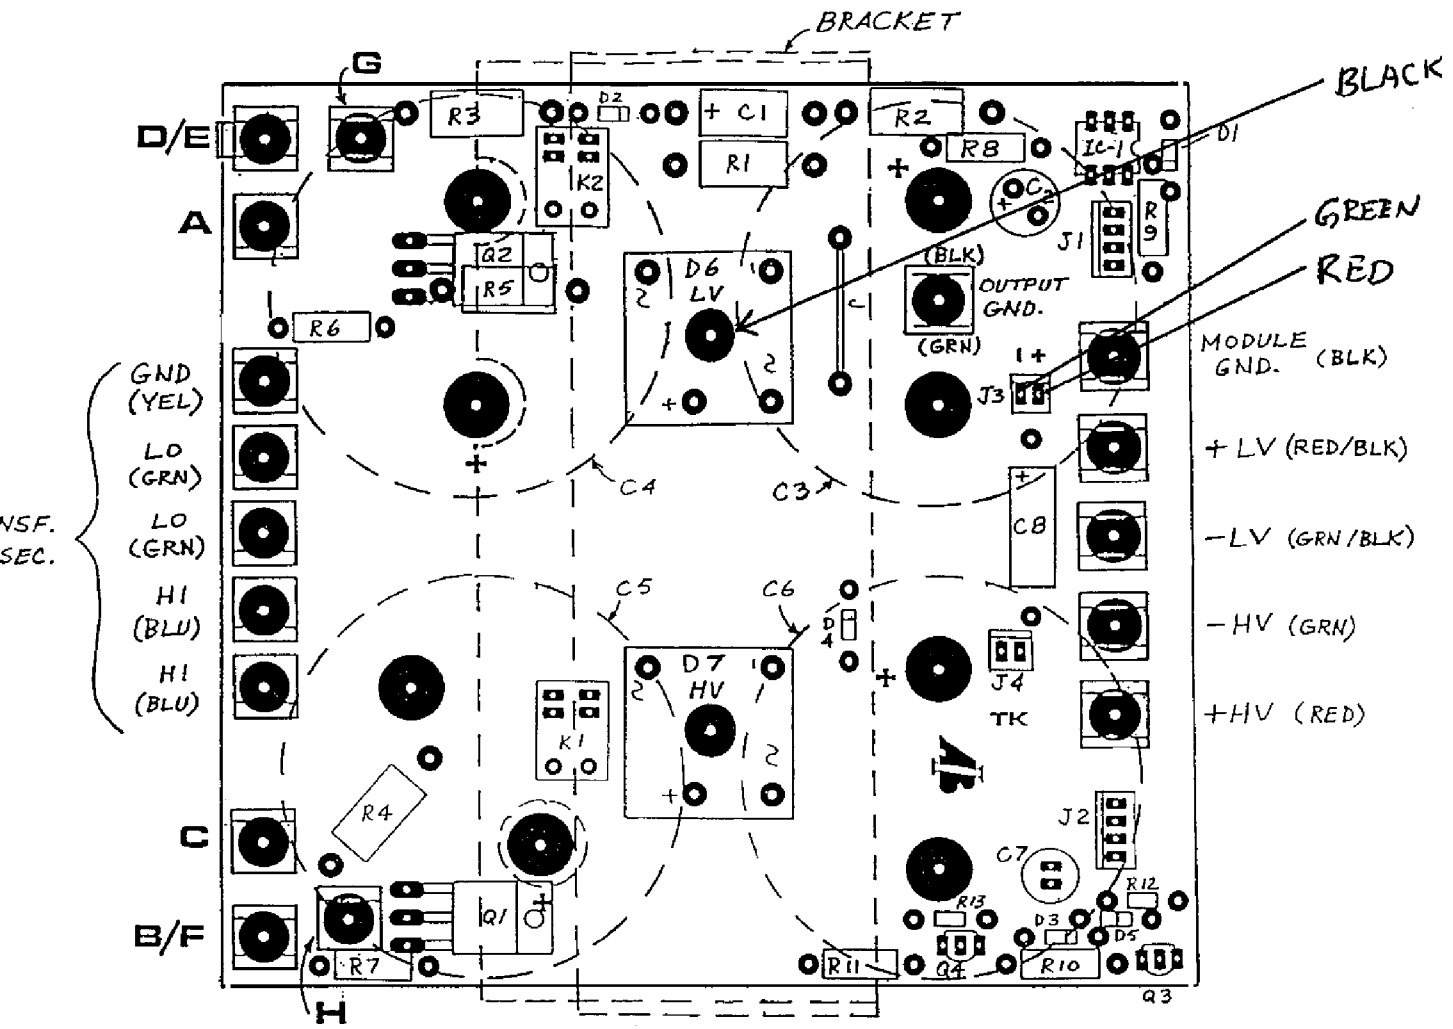 BRACKET
G
BLACK
D/E
R3
D2
+ C1
R2
IC-1
D1
R8
K2
R1
C2
+
+
A
R
9
J1
GREEN
Q2
(BLK)
D6
LV
R5
OUTPUT
GND.
RED
R6
(GRN)
1 +
MODULE
GND. (BLK)
GND
(YEL)
J3
+
+ LV (RED/BLK)
LO
(GRN)
+
C4
C3
+
C8
NSF.
SEC.
LO
(GRN)
- LV (GRN/BLK)
HI
(BLU)
C5
C6
D
4
- HV (GRN)
HI
(BLU)
D7
HV
+
J4
TK
+ HV (RED)
K1
+
R4
J2
C
C7
R12
R13
D3
D5
B/F
Q1
+
R7
R11
Q4
R10
Q3
H